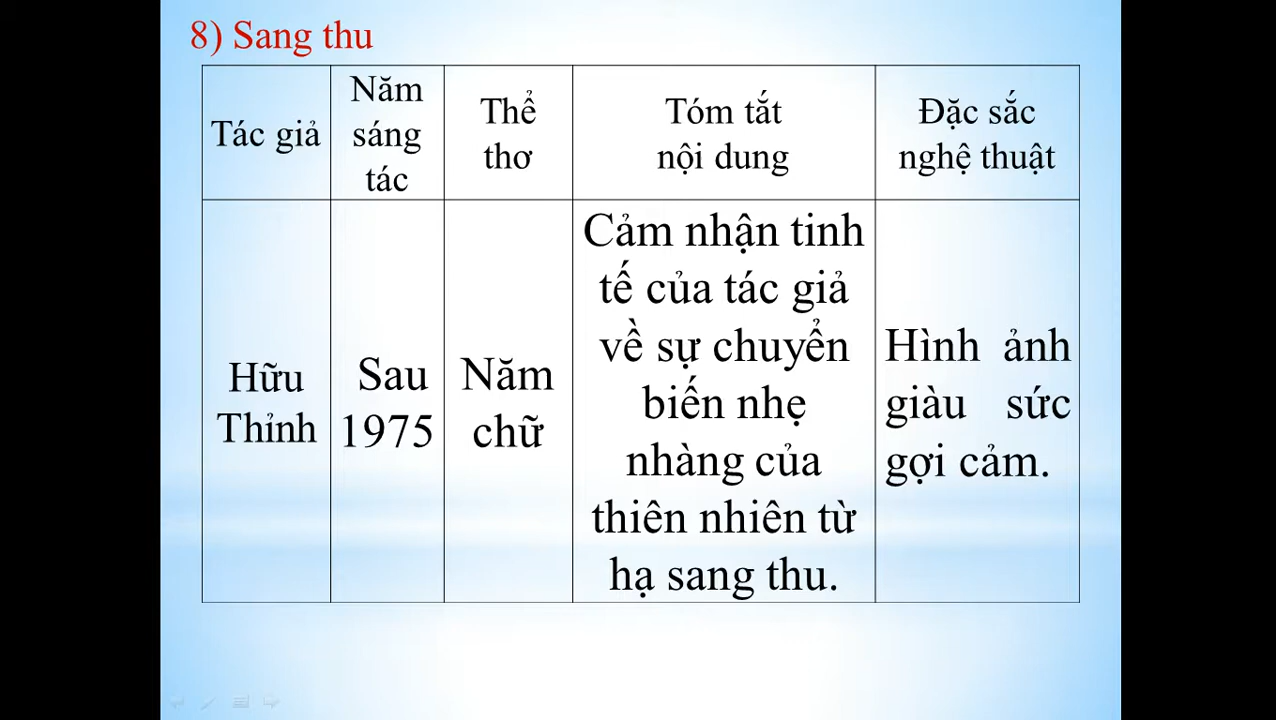 8) Sang thu
Tác giả
Năm
sáng
tác
Thể
thơ
Tóm tắt
nội dung
Đặc sắc
nghệ thuật
Hữu
Thỉnh
Sau
1975
Năm
chữ
Cảm nhận tinh
tế của tác giả
về sự chuyển
biến nhẹ
nhàng của
thiên nhiên từ
hạ sang thu.
Hình ảnh
giàu sức
gợi cảm.